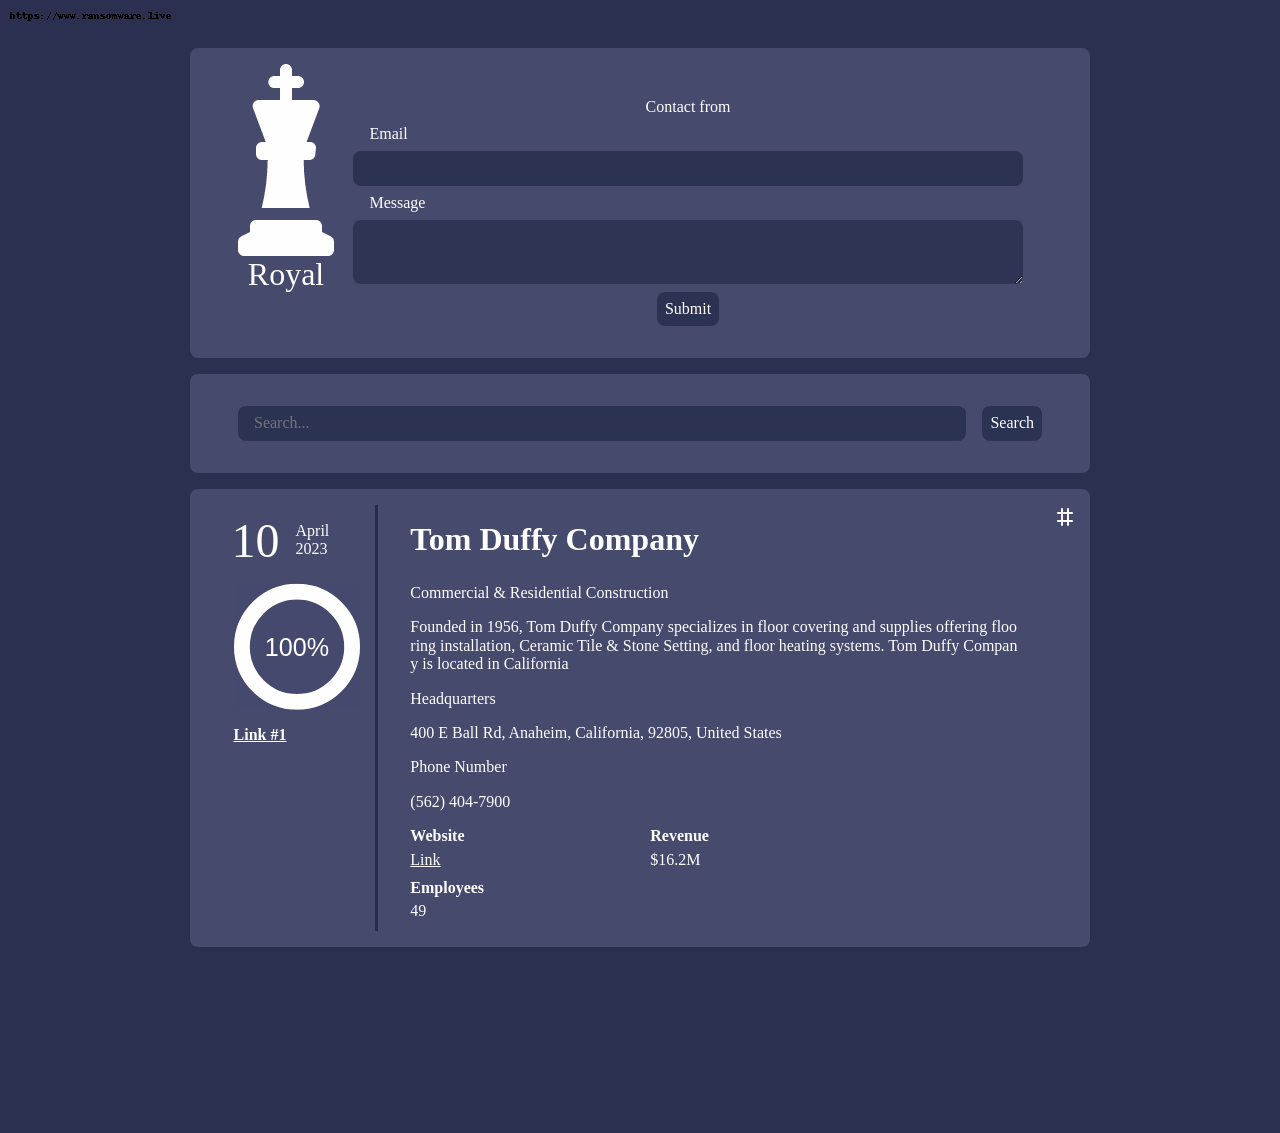 https://www.ransomware.live
Contact from
Email
Message
Royal
Submit
Search...
Search
10
April
2023
100%
Link #1
Tom Duffy Company
Commercial & Residential Construction
Founded in 1956, Tom Duffy Company specializes in floor covering and supplies offering floo
ring installation, Ceramic Tile & Stone Setting, and floor heating systems. Tom Duffy Compan
y is located in California
Headquarters
400 E Ball Rd, Anaheim, California, 92805, United States
Phone Number
(562) 404-7900
Website
Link
Revenue
$16.2M
Employees
49
#